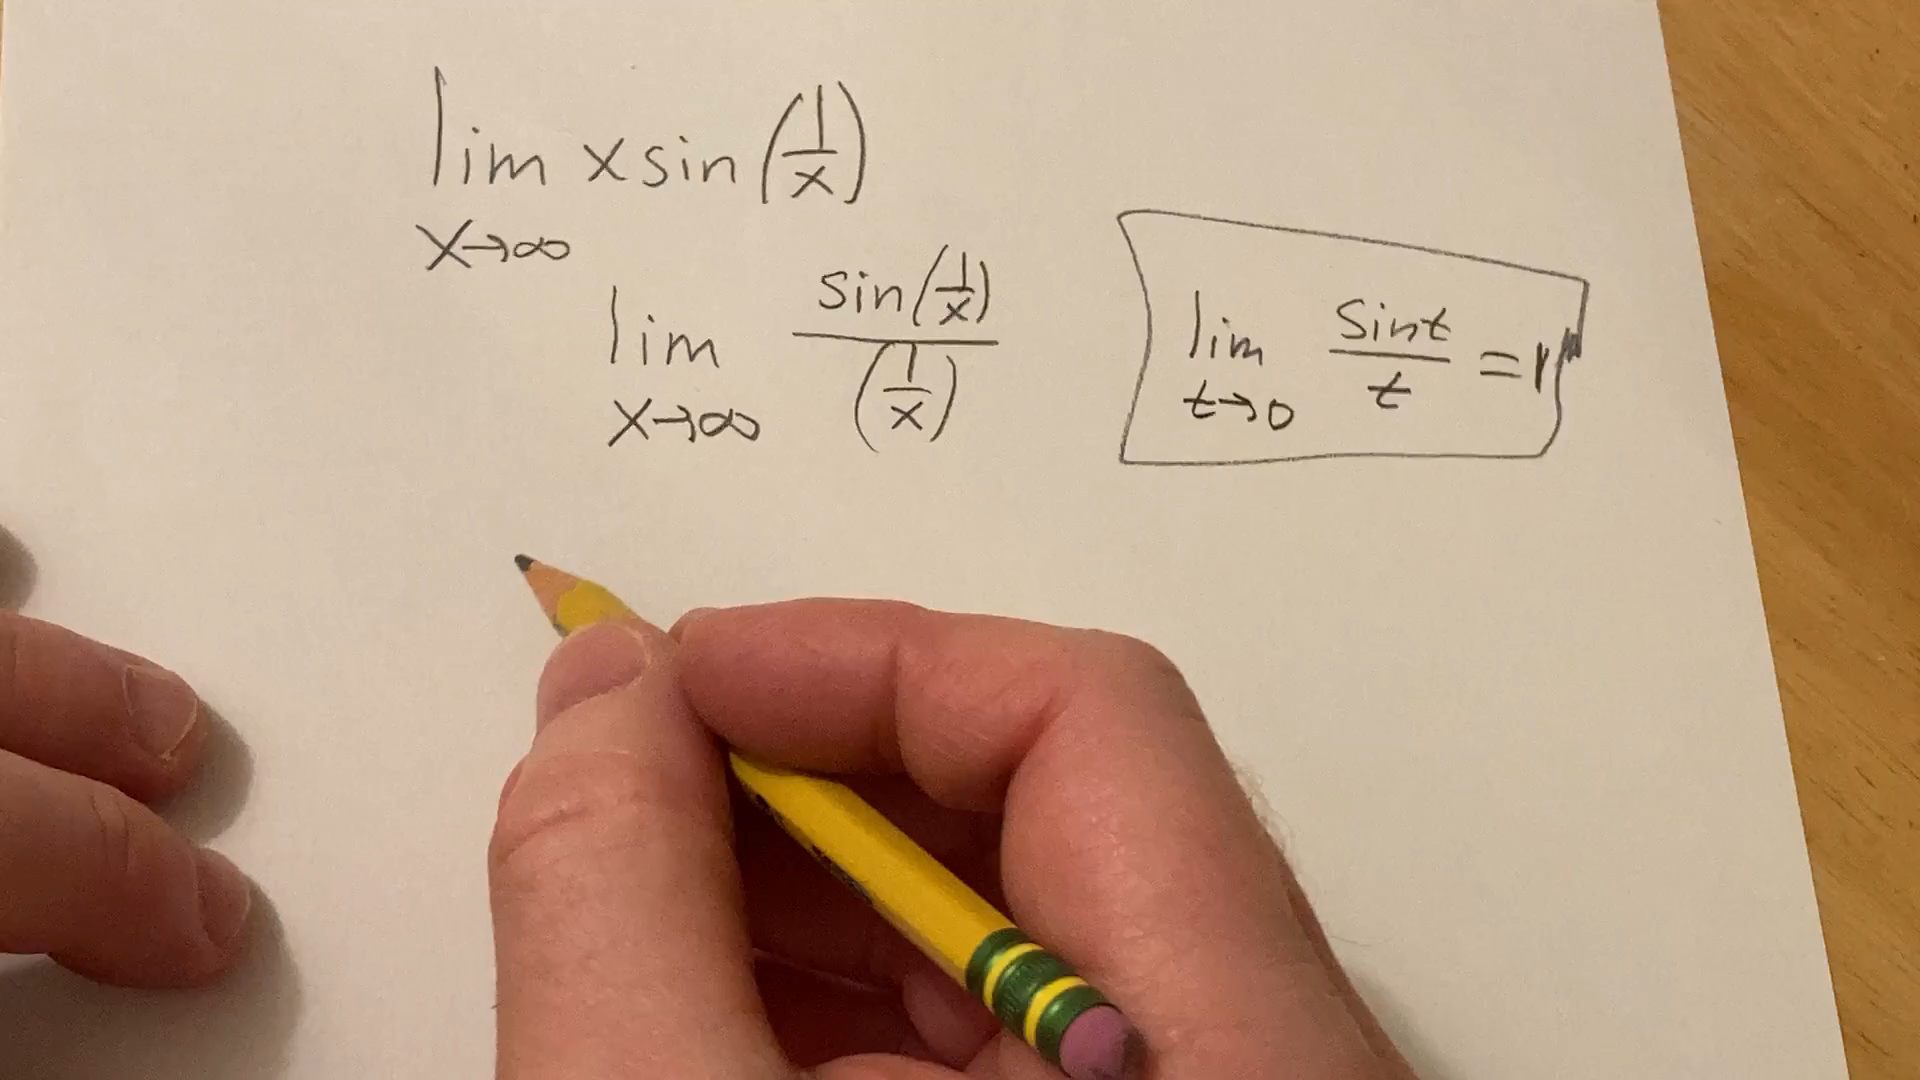 lim x sin (1/x)
x→∞
lim sin(1/x)/(1/x)
x→∞
lim sin t/t = 1
t→0